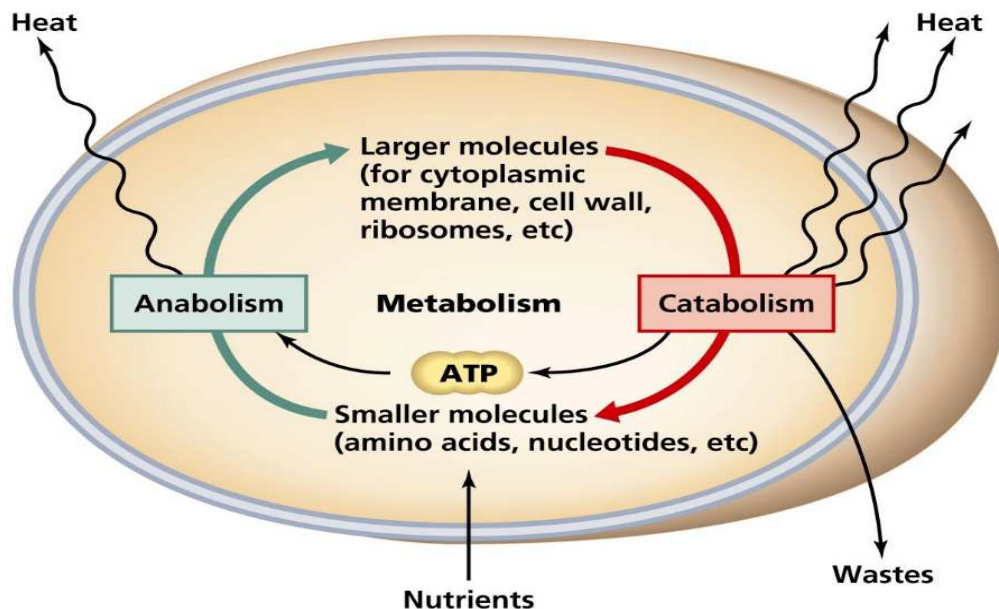 Heat
Heat
Larger molecules
(for cytoplasmic
membrane, cell wall,
ribosomes, etc)
Anabolism
Metabolism
Catabolism
ATP
Smaller molecules
(amino acids, nucleotides, etc)
Nutrients
Wastes